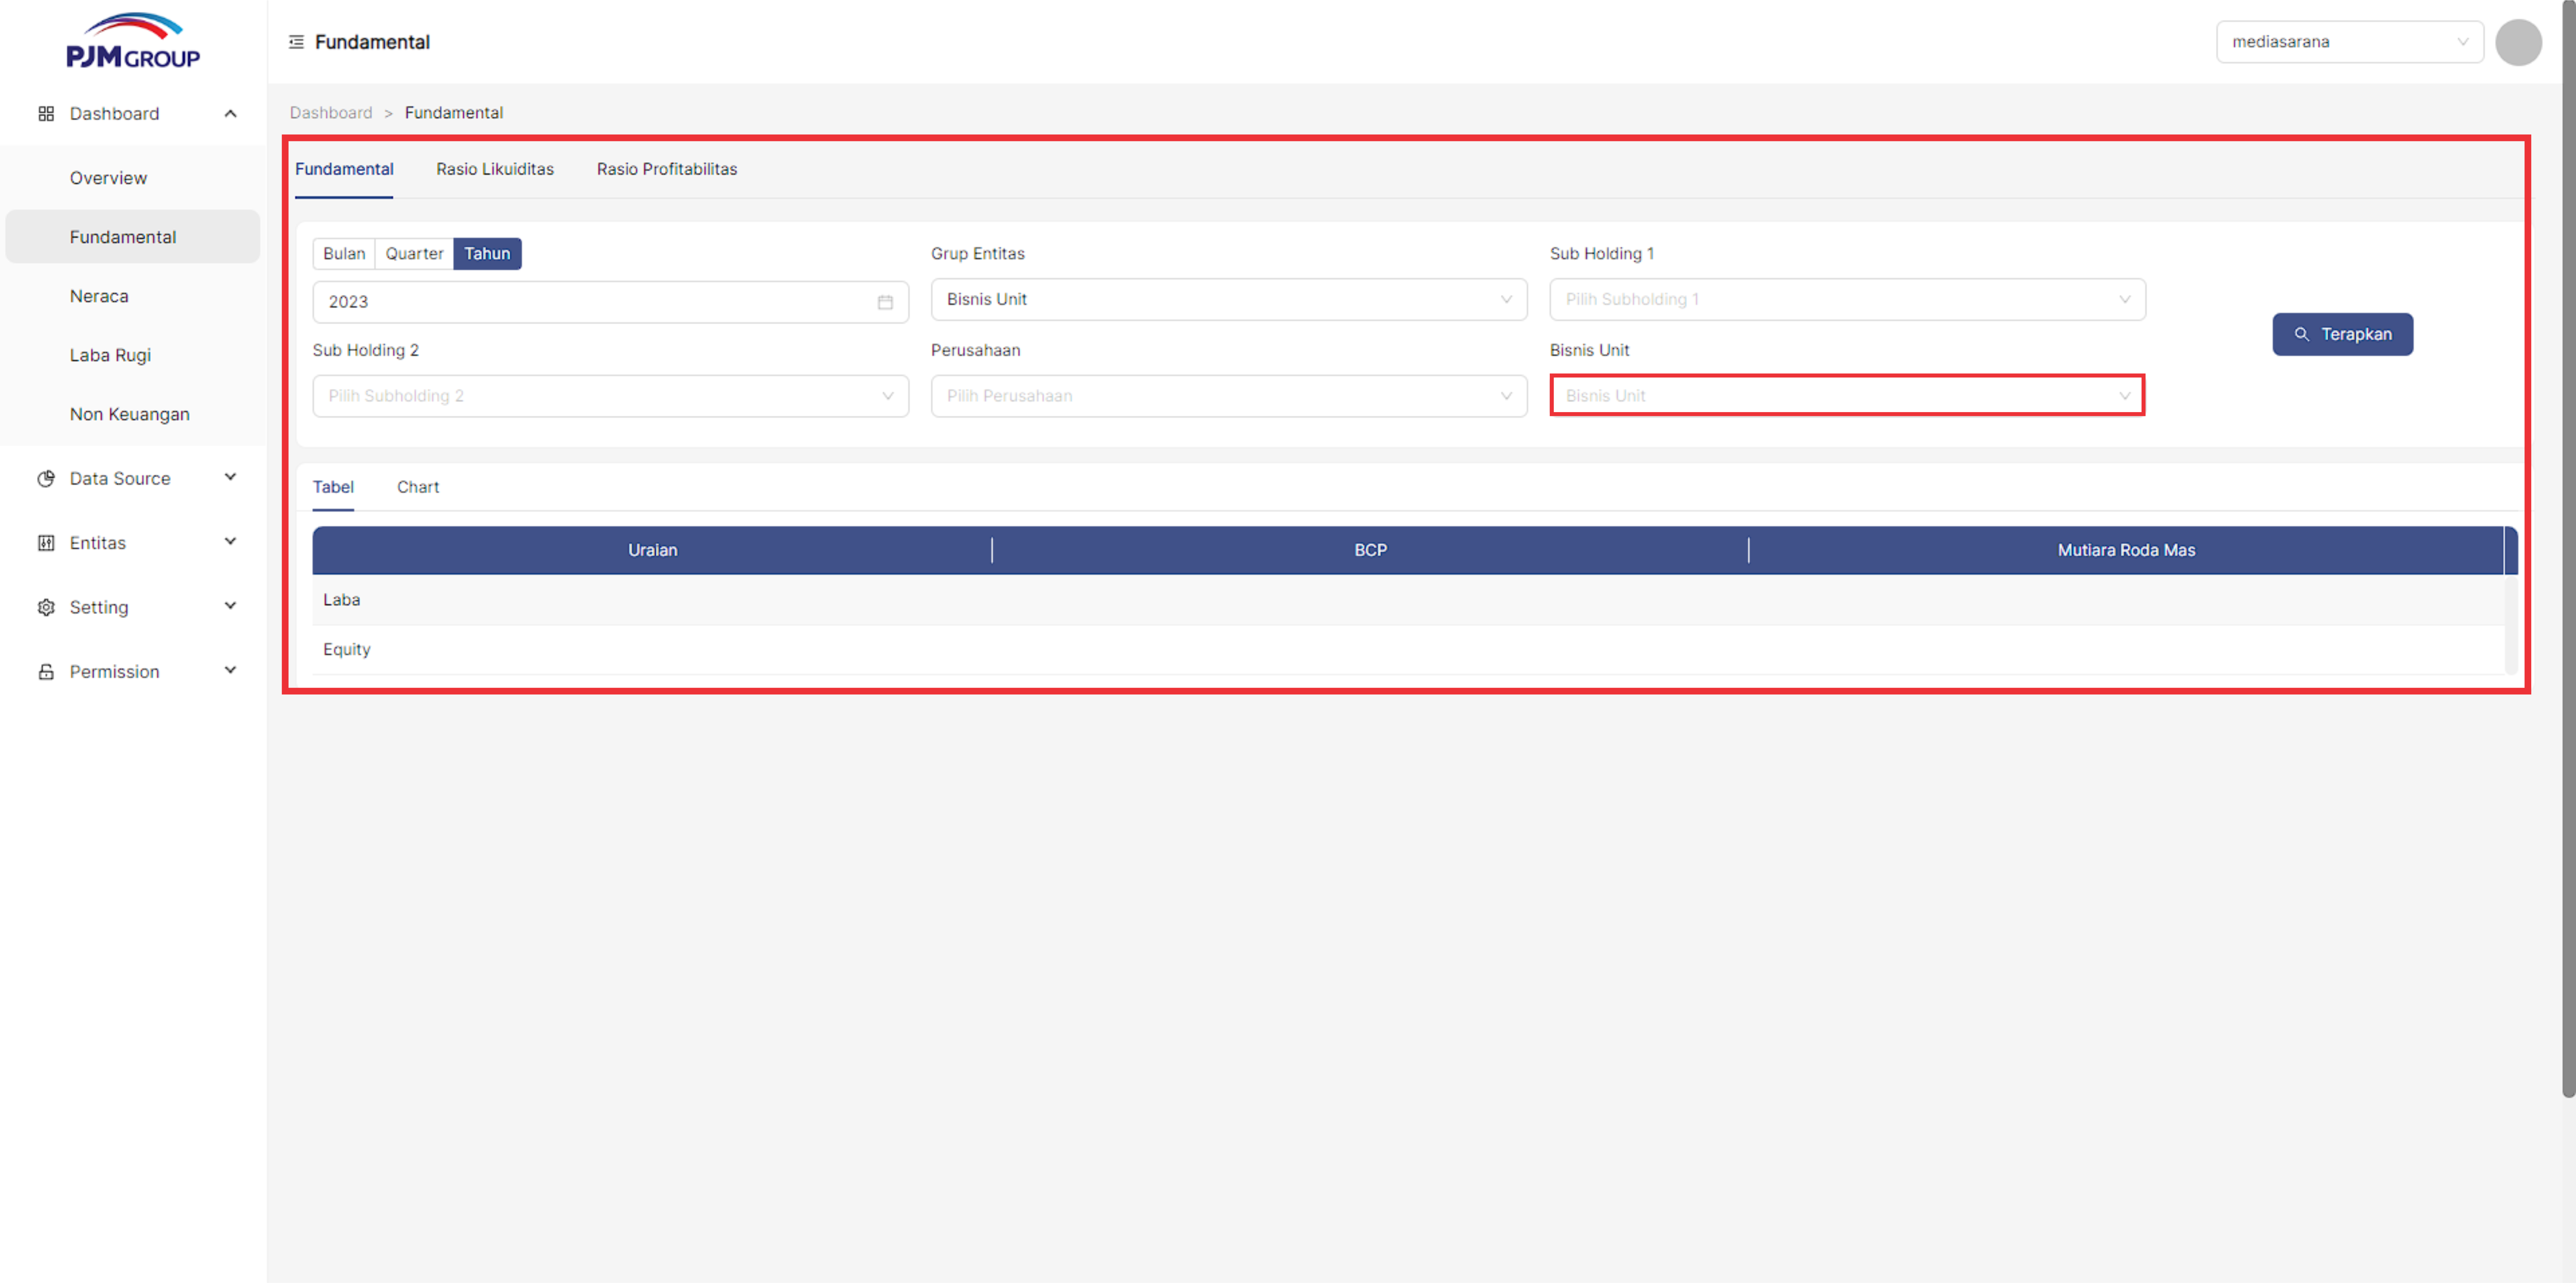 PJM GROUP
Fundamental
mediasarana
Dashboard
Overview
Fundamental
Neraca
Laba Rugi
Non Keuangan
Data Source
Entitas
Setting
Permission
Dashboard > Fundamental
Fundamental Rasio Likuiditas Rasio Profitabilitas
Bulan Quarter Tahun
2023
Grup Entitas
Bisnis Unit
Sub Holding 1
Pilih Subholding 1
Sub Holding 2
Pilih Subholding 2
Perusahaan
Pilih Perusahaan
Bisnis Unit
Bisnis Unit
Terapkan
Tabel Chart
Uraian BCP Mutiara Roda Mas
Laba
Equity